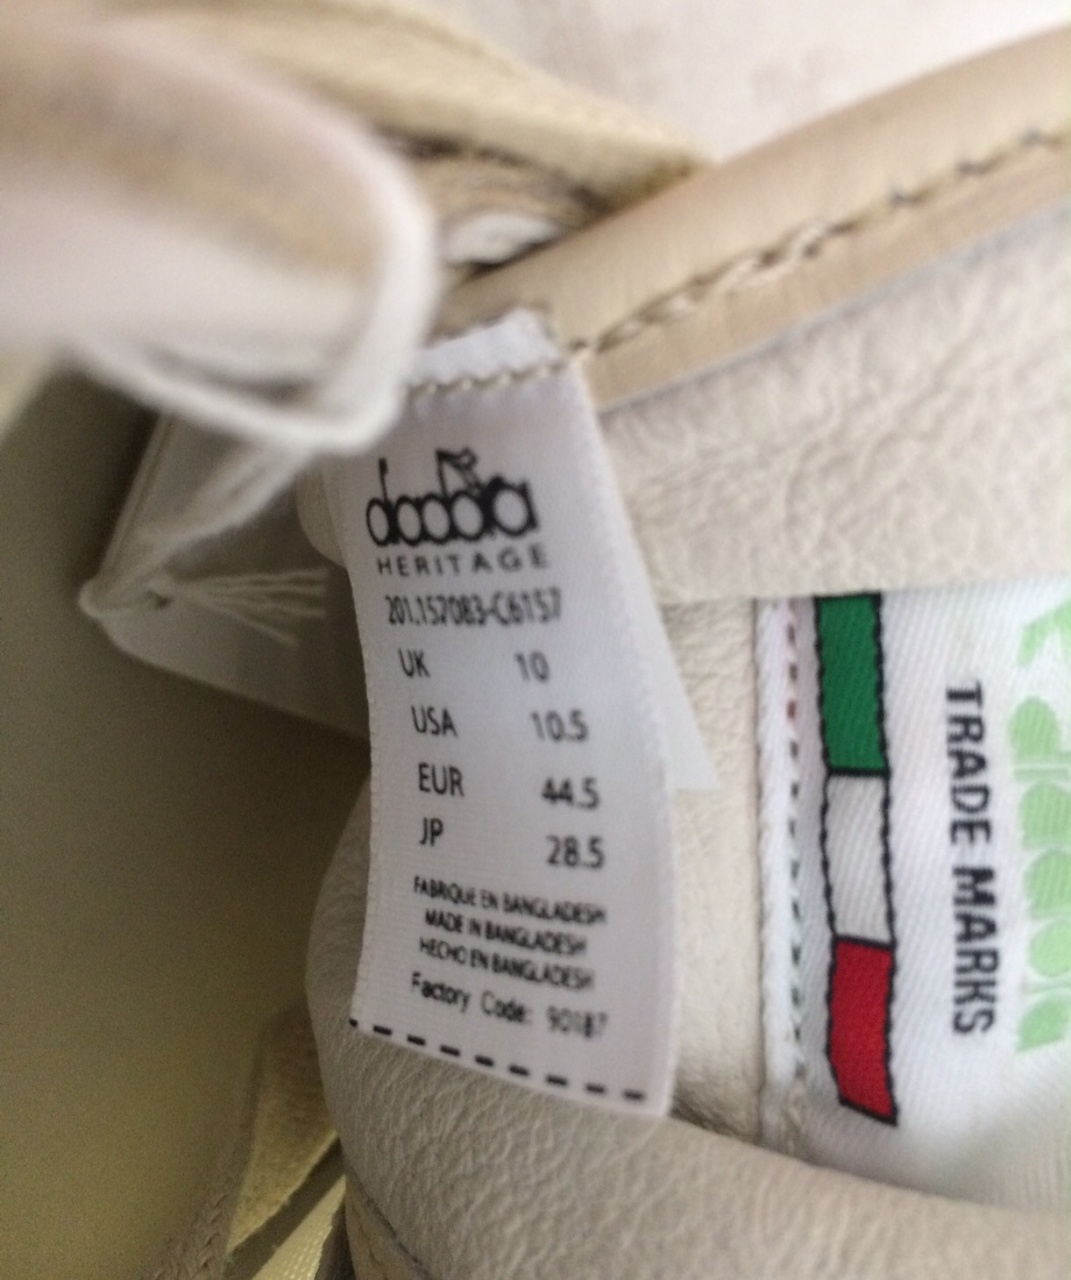 diadora
HERITAGE
201.157083-C6157
UK 10
USA 10.5
EUR 44.5
JP 28.5
FABRIQUE EN BANGLADESH
MADE IN BANGLADESH
HECHO EN BANGLADESH
Factory Code: 90187
TRADE MARKS
diadora